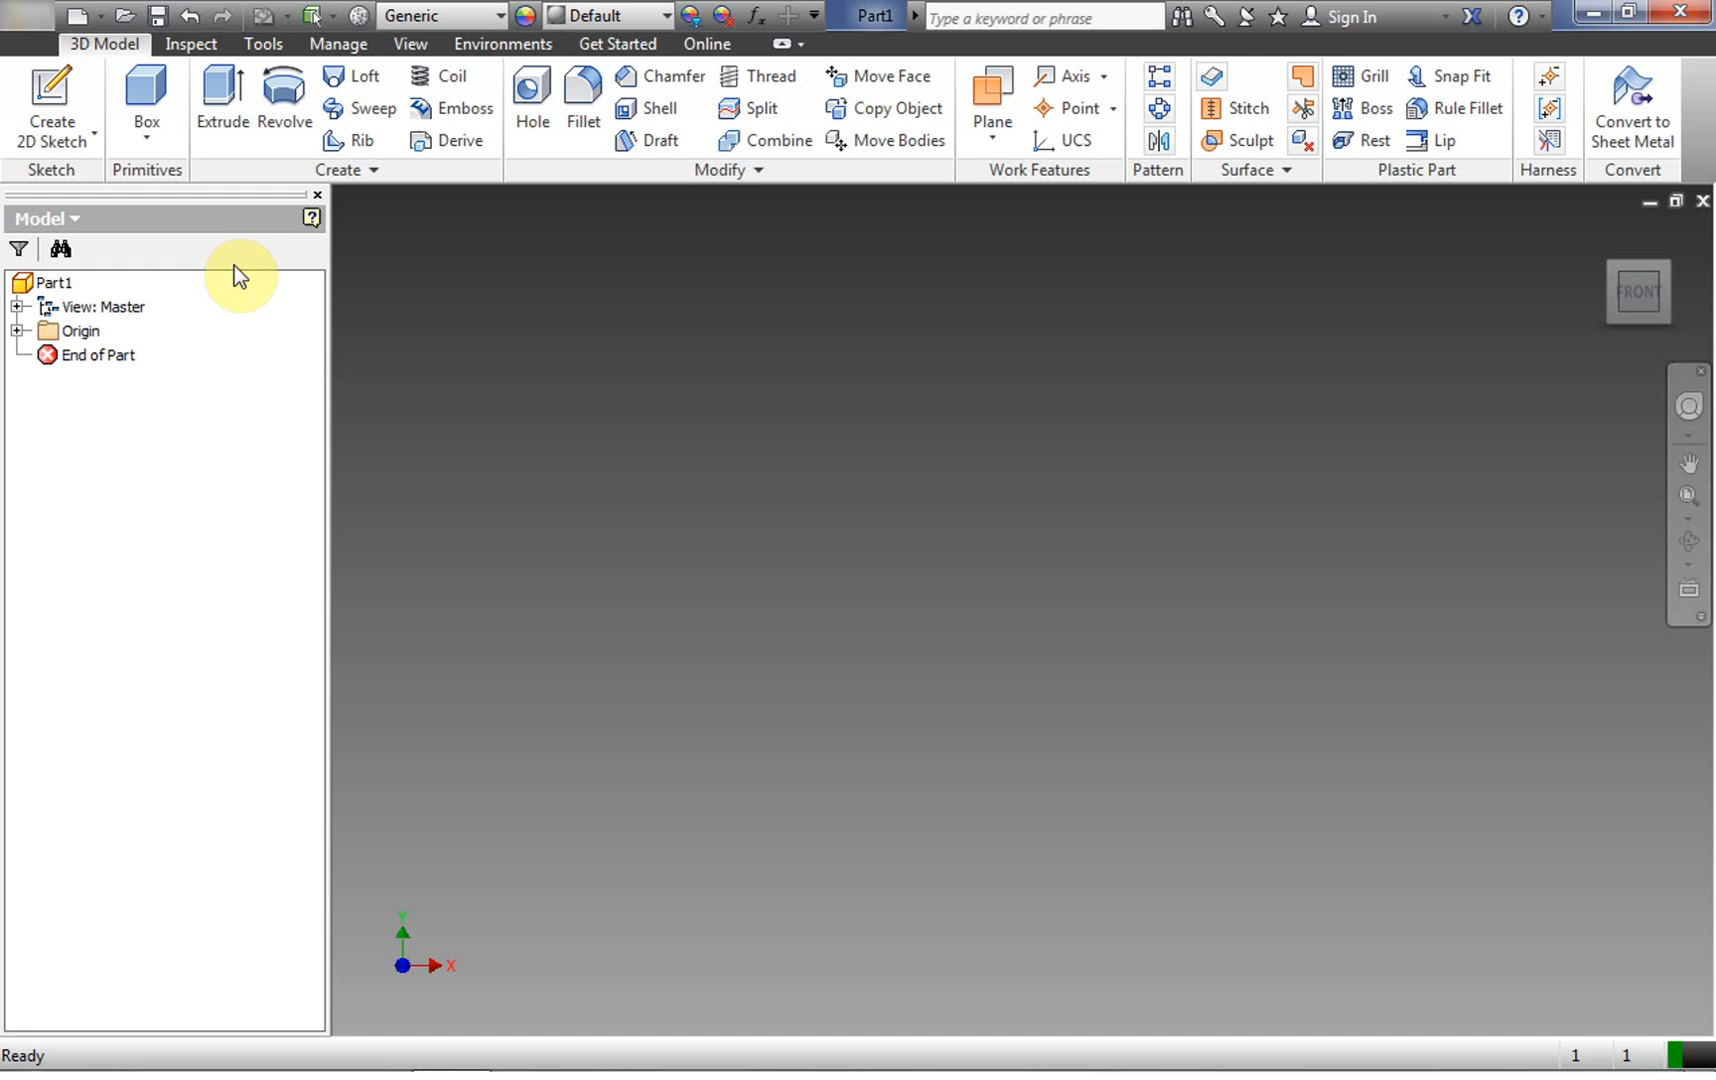 Generic Default Part1 Type a keyword or phrase Sign In
3D Model Inspect Tools Manage View Environments Get Started Online
Loft Coil Chamfer Thread Move Face Axis Grill Snap Fit
Create Box Extrude Revolve Sweep Emboss Hole Fillet Shell Split Copy Object Plane Point Stitch Boss Rule Fillet Convert to
2D Sketch Rib Derive Draft Combine Move Bodies UCS Sculpt Rest Lip Sheet Metal
Sketch Primitives Create Modify Work Features Pattern Surface Plastic Part Harness Convert
Model
Part1
View: Master
Origin
End of Part
FRONT
Y
X
Ready 1 1